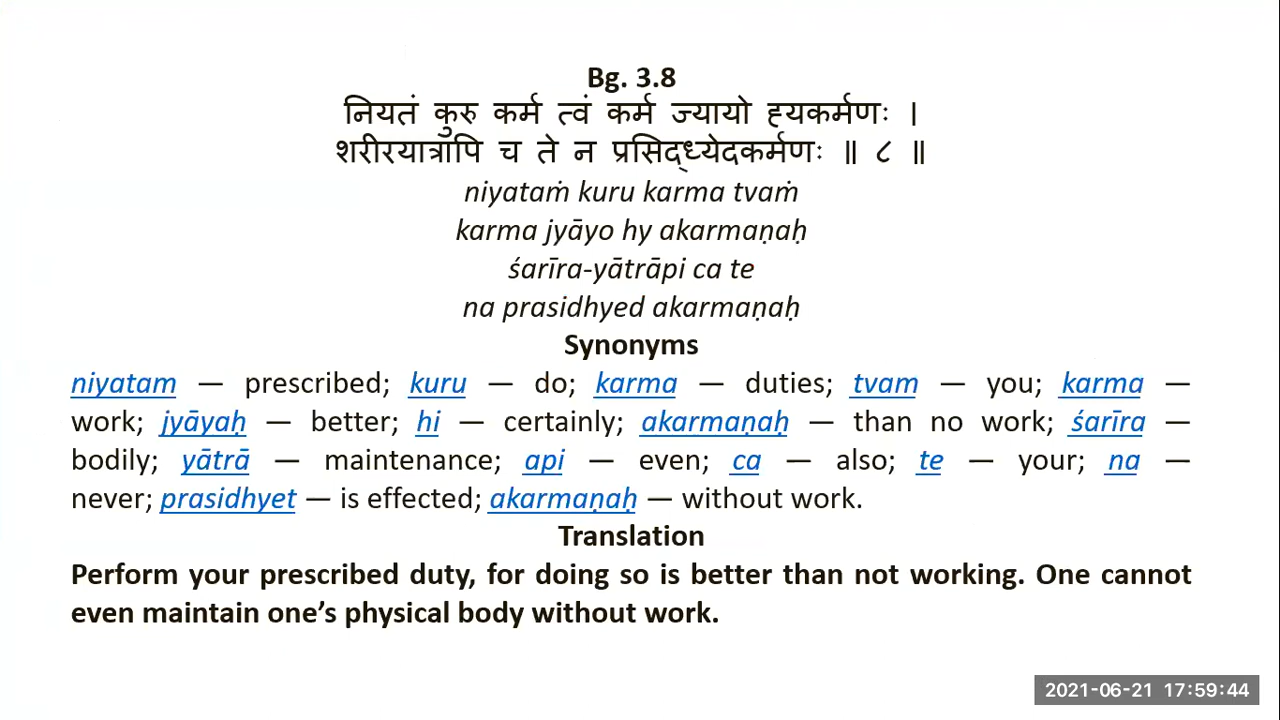 Bg. 3.8
नियतं कुरु कर्म त्वं कर्म ज्यायो ह्यकर्मणः ।
शरीरयात्रापि च ते न प्रसिद्ध्येदकर्मणः ॥ ८ ॥
niyataṁ kuru karma tvaṁ
karma jyāyo hy akarmaṇaḥ
śarīra-yātrāpi ca te
na prasidhyed akarmaṇaḥ
Synonyms
niyatam — prescribed; kuru — do; karma — duties; tvam — you; karma —
work; jyāyaḥ — better; hi — certainly; akarmaṇaḥ — than no work; śarīra —
bodily; yātrā — maintenance; api — even; ca — also; te — your; na —
never; prasidhyet — is effected; akarmaṇaḥ — without work.
Translation
Perform your prescribed duty, for doing so is better than not working. One cannot
even maintain one’s physical body without work.
2021-06-21 17:59:44